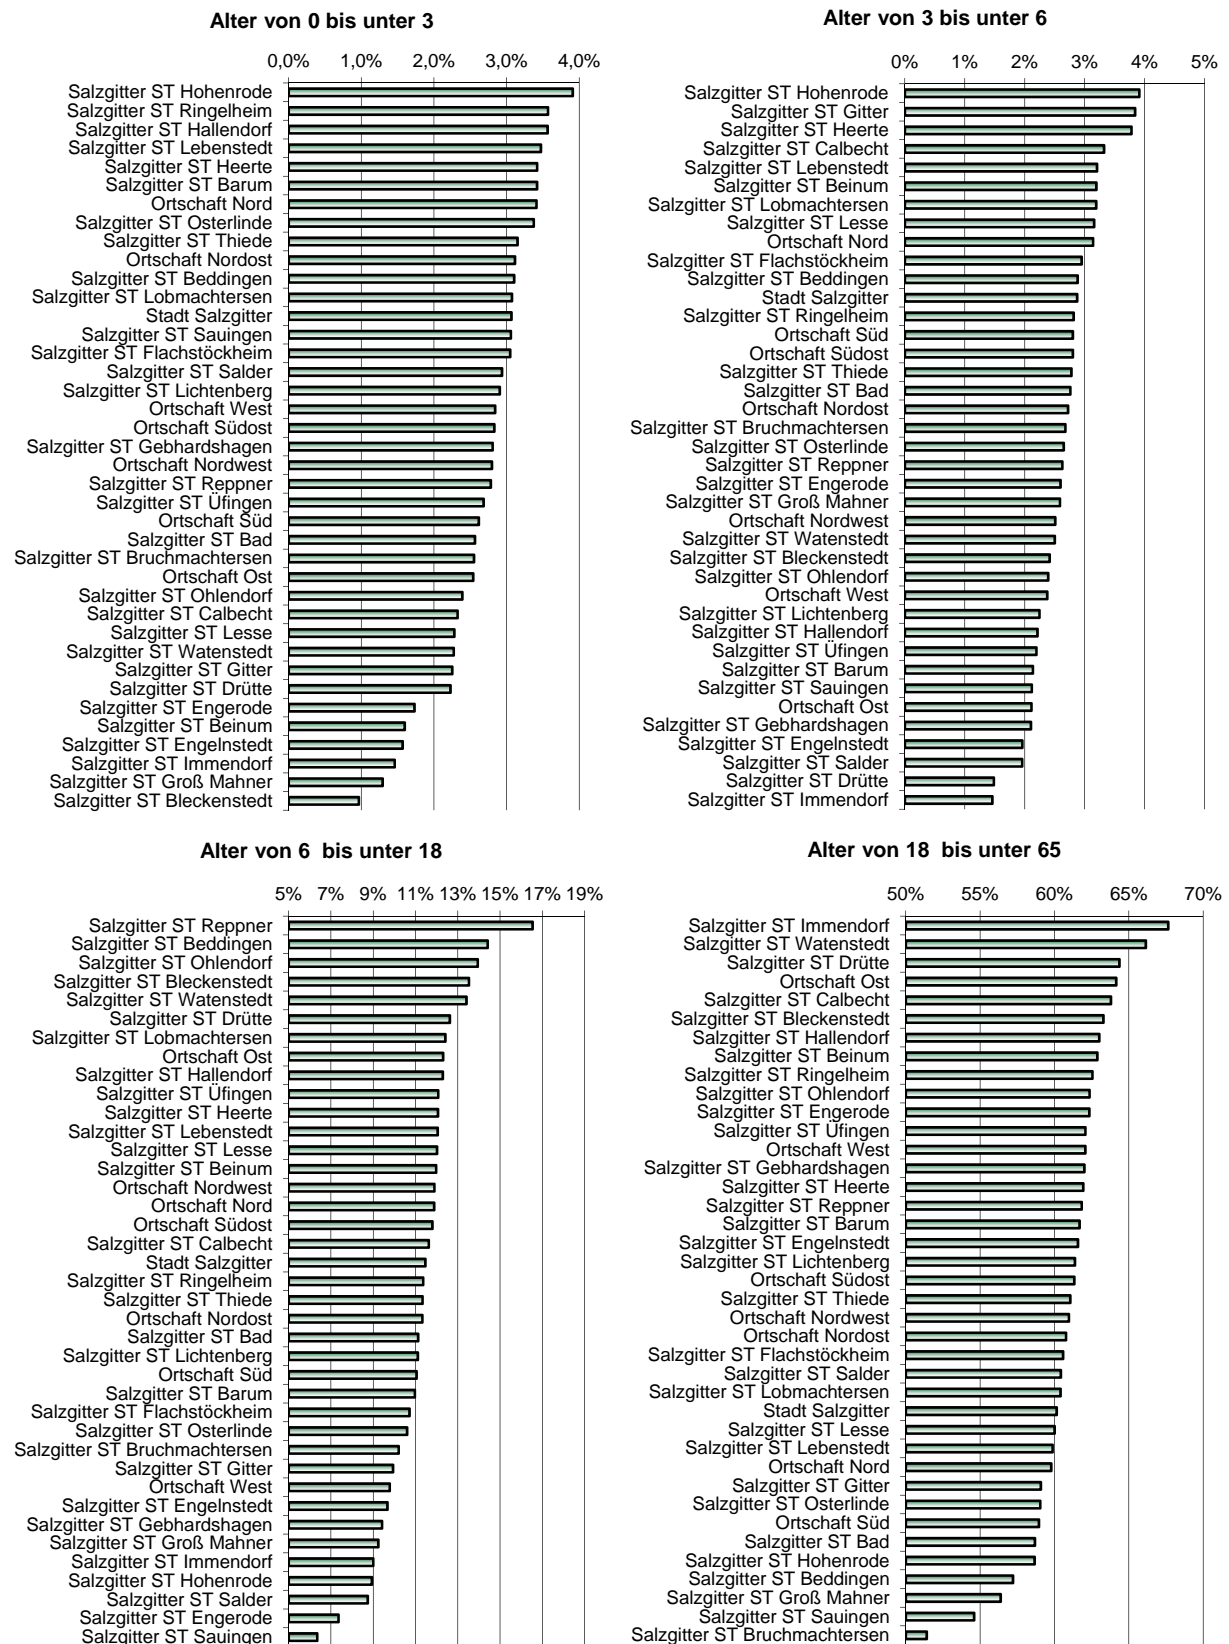 Alter von 0 bis unter 3
0,0% 1,0% 2,0% 3,0% 4,0%
Salzgitter ST Hohenrode
Salzgitter ST Ringelheim
Salzgitter ST Hallendorf
Salzgitter ST Lebenstedt
Salzgitter ST Heerte
Salzgitter ST Barum
Ortschaft Nord
Salzgitter ST Osterlinde
Salzgitter ST Thiede
Ortschaft Nordost
Salzgitter ST Beddingen
Salzgitter ST Lobmachtersen
Stadt Salzgitter
Salzgitter ST Sauingen
Salzgitter ST Flachstöckheim
Salzgitter ST Salder
Salzgitter ST Lichtenberg
Ortschaft West
Ortschaft Südost
Salzgitter ST Gebhardshagen
Ortschaft Nordwest
Salzgitter ST Reppner
Salzgitter ST Üfingen
Ortschaft Süd
Salzgitter ST Bad
Salzgitter ST Bruchmachtersen
Ortschaft Ost
Salzgitter ST Ohlendorf
Salzgitter ST Calbecht
Salzgitter ST Lesse
Salzgitter ST Watenstedt
Salzgitter ST Gitter
Salzgitter ST Drütte
Salzgitter ST Engerode
Salzgitter ST Beinum
Salzgitter ST Engelnstedt
Salzgitter ST Immendorf
Salzgitter ST Groß Mahner
Salzgitter ST Bleckenstedt
Alter von 3 bis unter 6
0% 1% 2% 3% 4% 5%
Salzgitter ST Hohenrode
Salzgitter ST Gitter
Salzgitter ST Heerte
Salzgitter ST Calbecht
Salzgitter ST Lebenstedt
Salzgitter ST Beinum
Salzgitter ST Lobmachtersen
Salzgitter ST Lesse
Ortschaft Nord
Salzgitter ST Flachstöckheim
Salzgitter ST Beddingen
Stadt Salzgitter
Salzgitter ST Ringelheim
Ortschaft Süd
Ortschaft Südost
Salzgitter ST Thiede
Salzgitter ST Bad
Ortschaft Nordost
Salzgitter ST Bruchmachtersen
Salzgitter ST Osterlinde
Salzgitter ST Reppner
Salzgitter ST Engerode
Salzgitter ST Groß Mahner
Ortschaft Nordwest
Salzgitter ST Watenstedt
Salzgitter ST Bleckenstedt
Salzgitter ST Ohlendorf
Ortschaft West
Salzgitter ST Lichtenberg
Salzgitter ST Hallendorf
Salzgitter ST Üfingen
Salzgitter ST Barum
Salzgitter ST Sauingen
Ortschaft Ost
Salzgitter ST Gebhardshagen
Salzgitter ST Engelnstedt
Salzgitter ST Salder
Salzgitter ST Drütte
Salzgitter ST Immendorf
Alter von 6 bis unter 18
5% 7% 9% 11% 13% 15% 17% 19%
Salzgitter ST Reppner
Salzgitter ST Beddingen
Salzgitter ST Ohlendorf
Salzgitter ST Bleckenstedt
Salzgitter ST Watenstedt
Salzgitter ST Drütte
Salzgitter ST Lobmachtersen
Ortschaft Ost
Salzgitter ST Hallendorf
Salzgitter ST Üfingen
Salzgitter ST Heerte
Salzgitter ST Lebenstedt
Salzgitter ST Lesse
Salzgitter ST Beinum
Ortschaft Nordwest
Ortschaft Nord
Ortschaft Südost
Salzgitter ST Calbecht
Stadt Salzgitter
Salzgitter ST Ringelheim
Salzgitter ST Thiede
Ortschaft Nordost
Salzgitter ST Bad
Salzgitter ST Lichtenberg
Ortschaft Süd
Salzgitter ST Barum
Salzgitter ST Flachstöckheim
Salzgitter ST Osterlinde
Salzgitter ST Bruchmachtersen
Salzgitter ST Gitter
Ortschaft West
Salzgitter ST Engelnstedt
Salzgitter ST Gebhardshagen
Salzgitter ST Groß Mahner
Salzgitter ST Immendorf
Salzgitter ST Hohenrode
Salzgitter ST Salder
Salzgitter ST Engerode
Salzgitter ST Sauingen
Alter von 18 bis unter 65
50% 55% 60% 65% 70%
Salzgitter ST Immendorf
Salzgitter ST Watenstedt
Salzgitter ST Drütte
Ortschaft Ost
Salzgitter ST Calbecht
Salzgitter ST Bleckenstedt
Salzgitter ST Hallendorf
Salzgitter ST Beinum
Salzgitter ST Ringelheim
Salzgitter ST Ohlendorf
Salzgitter ST Engerode
Salzgitter ST Üfingen
Ortschaft West
Salzgitter ST Gebhardshagen
Salzgitter ST Heerte
Salzgitter ST Reppner
Salzgitter ST Barum
Salzgitter ST Engelnstedt
Salzgitter ST Lichtenberg
Ortschaft Südost
Salzgitter ST Thiede
Ortschaft Nordwest
Ortschaft Nordost
Salzgitter ST Flachstöckheim
Salzgitter ST Salder
Salzgitter ST Lobmachtersen
Stadt Salzgitter
Salzgitter ST Lesse
Salzgitter ST Lebenstedt
Ortschaft Nord
Salzgitter ST Gitter
Salzgitter ST Osterlinde
Ortschaft Süd
Salzgitter ST Bad
Salzgitter ST Hohenrode
Salzgitter ST Beddingen
Salzgitter ST Groß Mahner
Salzgitter ST Sauingen
Salzgitter ST Bruchmachtersen